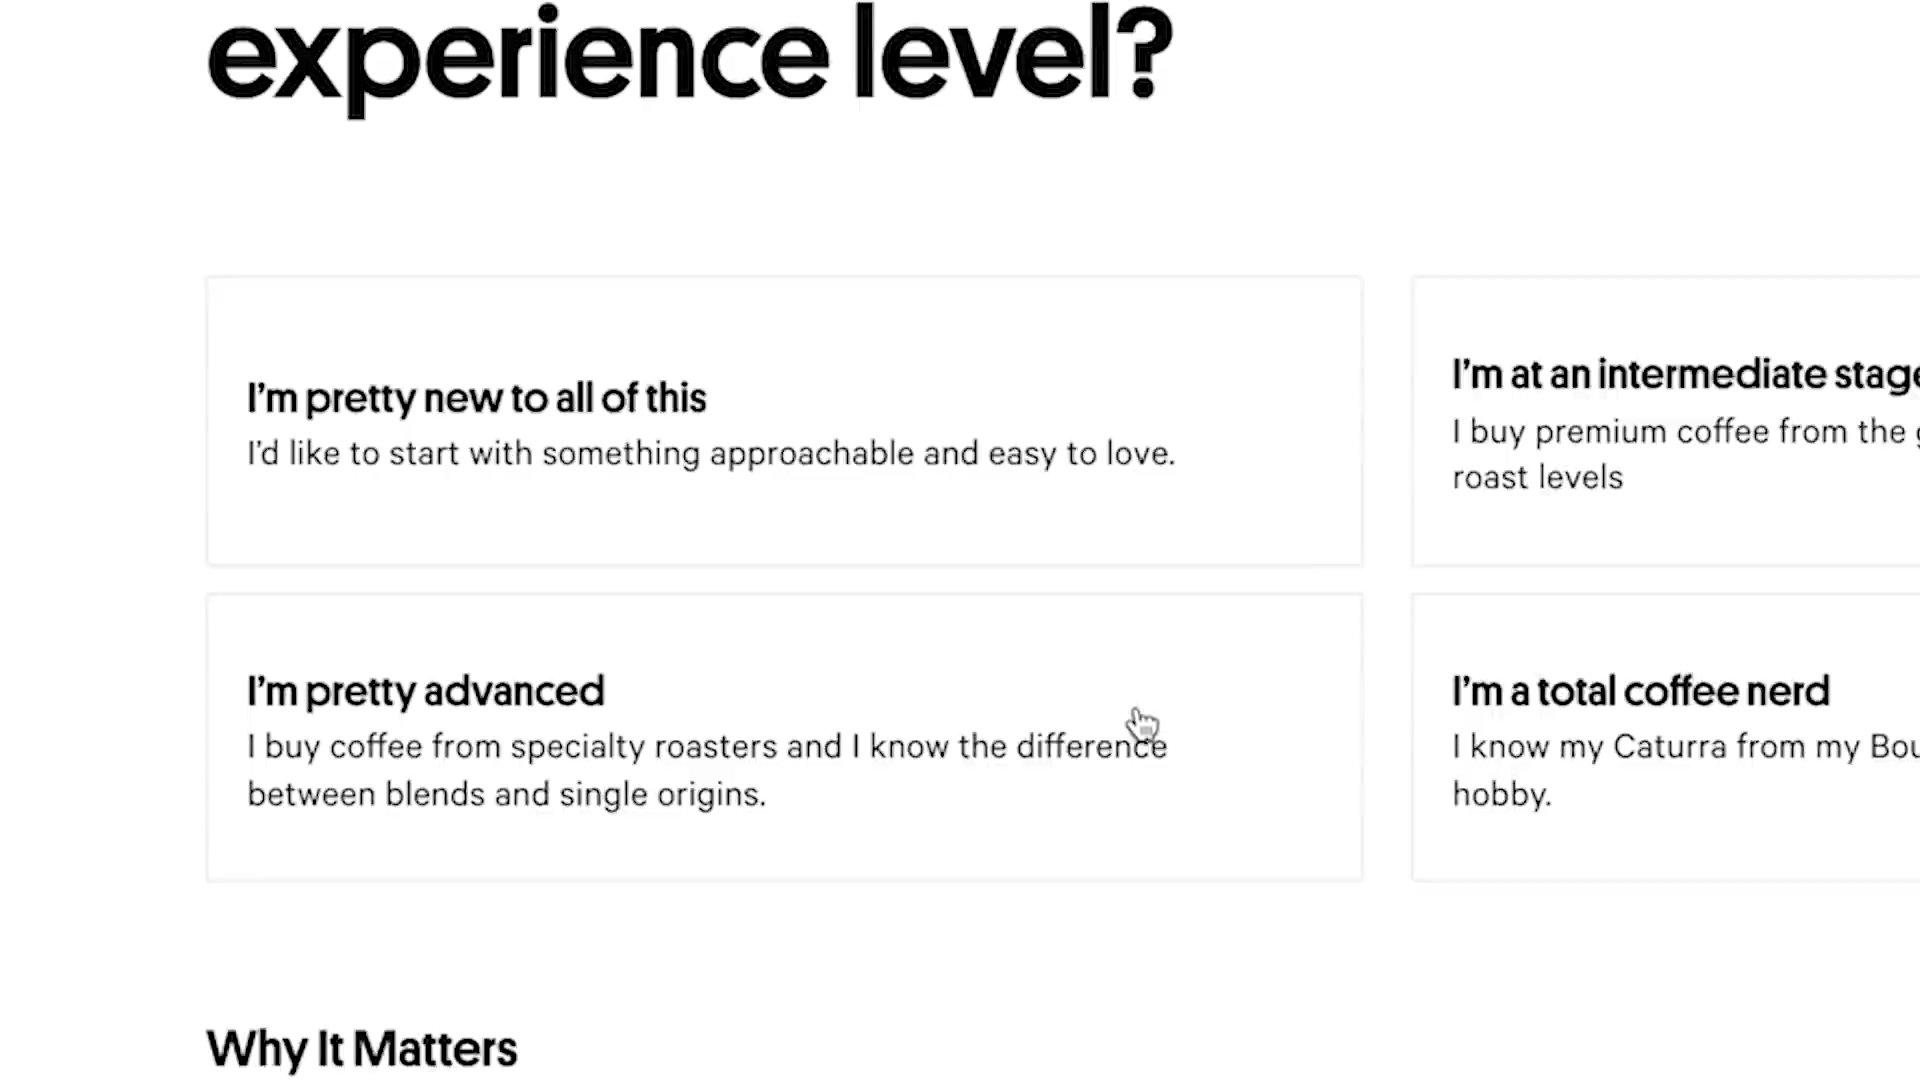 experience level?
I'm pretty new to all of this
I'd like to start with something approachable and easy to love.
I'm at an intermediate stage
I buy premium coffee from the
roast levels
I'm pretty advanced
I buy coffee from specialty roasters and I know the difference
between blends and single origins.
I'm a total coffee nerd
I know my Caturra from my
hobby.
Why It Matters